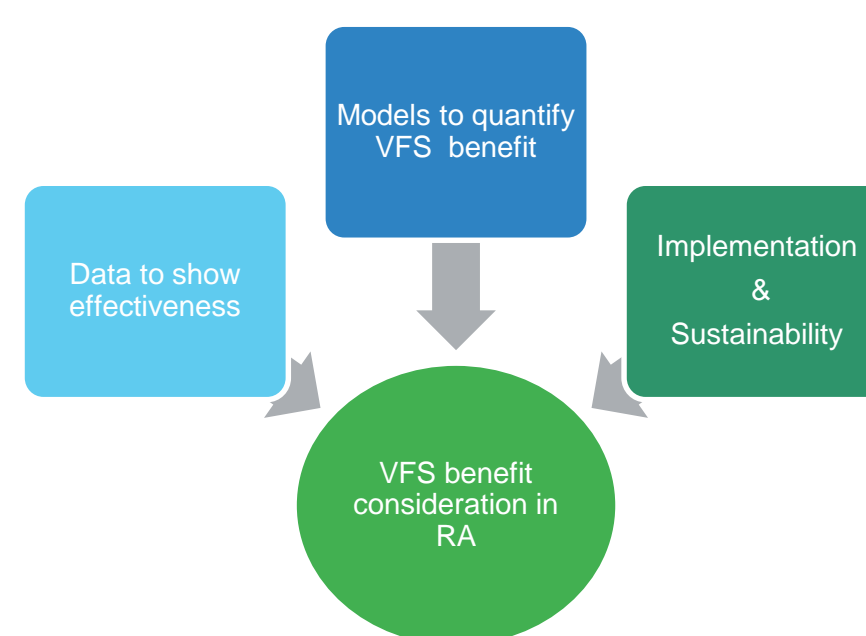 Models to quantify
VFS benefit
Data to show
effectiveness
Implementation
&
Sustainability
VFS benefit
consideration in
RA